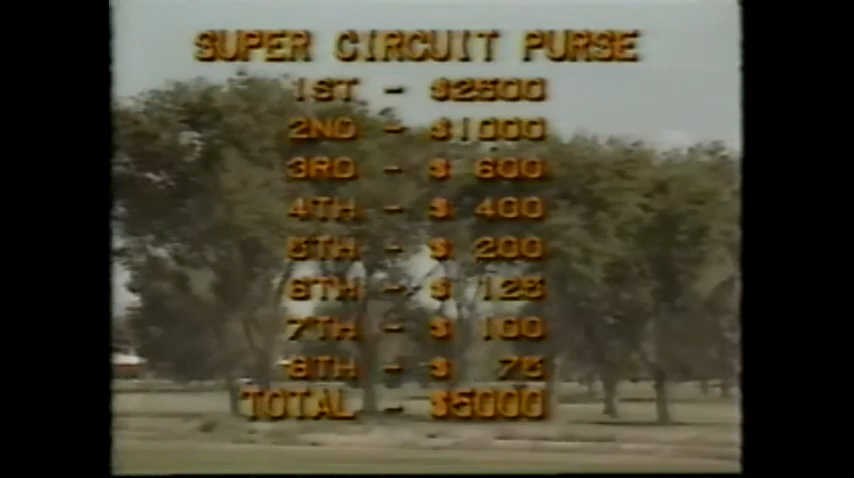 SUPER CIRCUIT PURSE
1ST - $2500
2ND - $1000
3RD - $ 600
4TH - $ 400
5TH - $ 200
6TH - $ 125
7TH - $ 100
8TH - $ 75
TOTAL - $5000